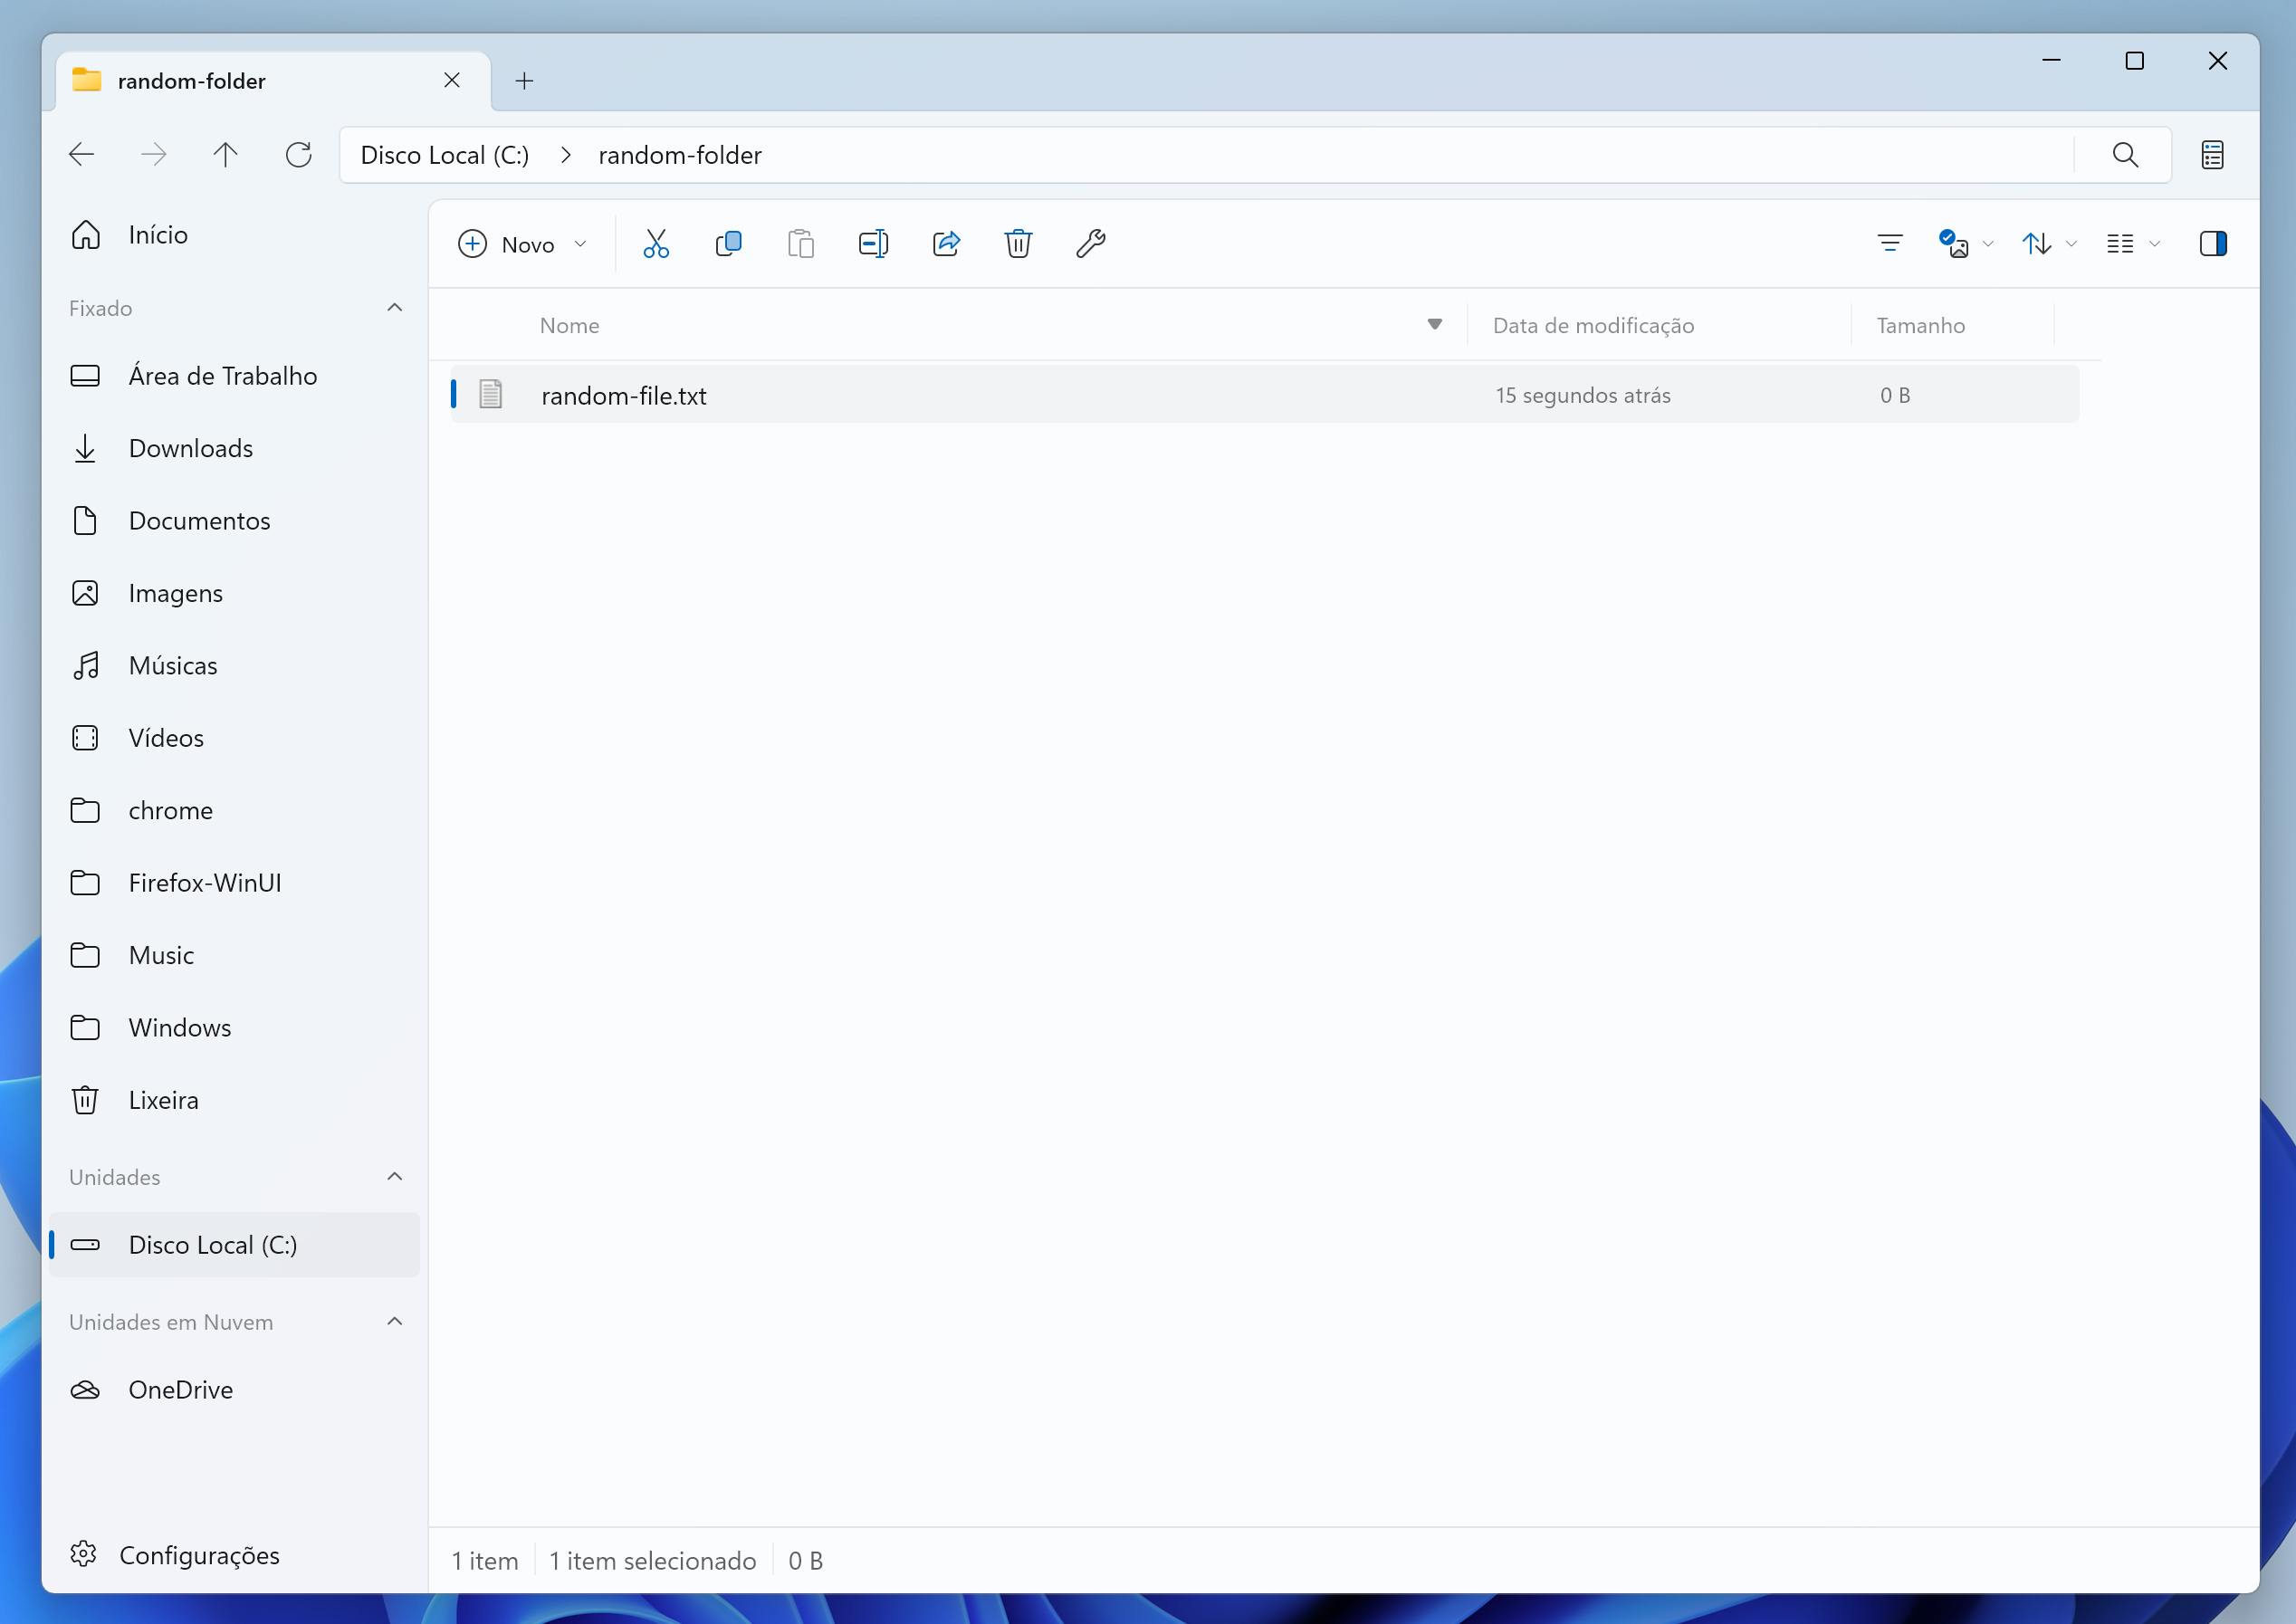 random-folder
Disco Local (C:) random-folder
Início
Fixado
Área de Trabalho
Downloads
Documentos
Imagens
Músicas
Vídeos
chrome
Firefox-WinUI
Music
Windows
Lixeira
Unidades
Disco Local (C:)
Unidades em Nuvem
OneDrive
Configurações
Novo
Nome Data de modificação Tamanho
random-file.txt 15 segundos atrás 0 B
1 item 1 item selecionado 0 B